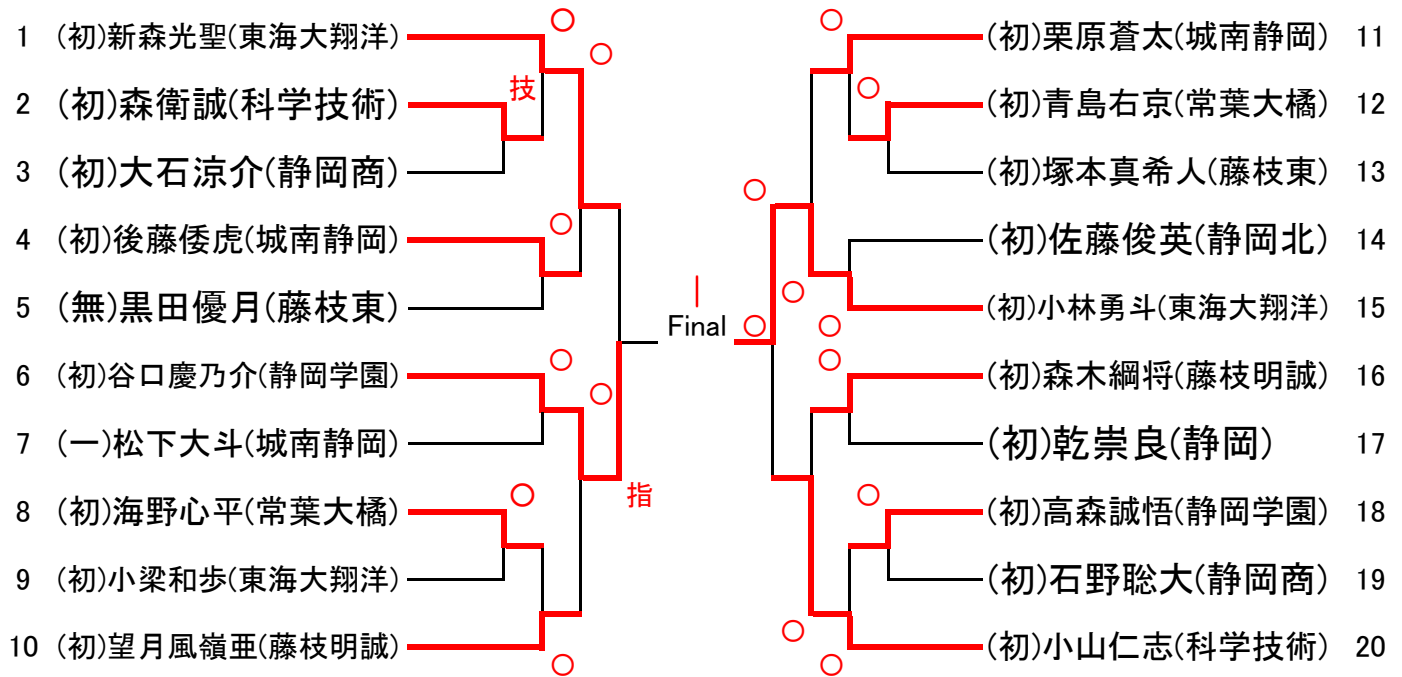 1 (初)新森光聖(東海大翔洋)
2 (初)森衛誠(科学技術)
3 (初)大石涼介(静岡商)
4 (初)後藤倭虎(城南静岡)
5 (無)黒田優月(藤枝東)
6 (初)谷口慶乃介(静岡学園)
7 (一)松下大斗(城南静岡)
8 (初)海野心平(常葉大橘)
9 (初)小梁和歩(東海大翔洋)
10 (初)望月風嶺亜(藤枝明誠)
○
○
技
○
○
○
○
指
○
|
Final
○
○
○
○
○
○
○
○
○
○
(初)栗原蒼太(城南静岡) 11
(初)青島右京(常葉大橘) 12
(初)塚本真希人(藤枝東) 13
(初)佐藤俊英(静岡北) 14
(初)小林勇斗(東海大翔洋) 15
(初)森木綱将(藤枝明誠) 16
(初)乾崇良(静岡) 17
(初)高森誠悟(静岡学園) 18
(初)石野聡大(静岡商) 19
(初)小山仁志(科学技術) 20